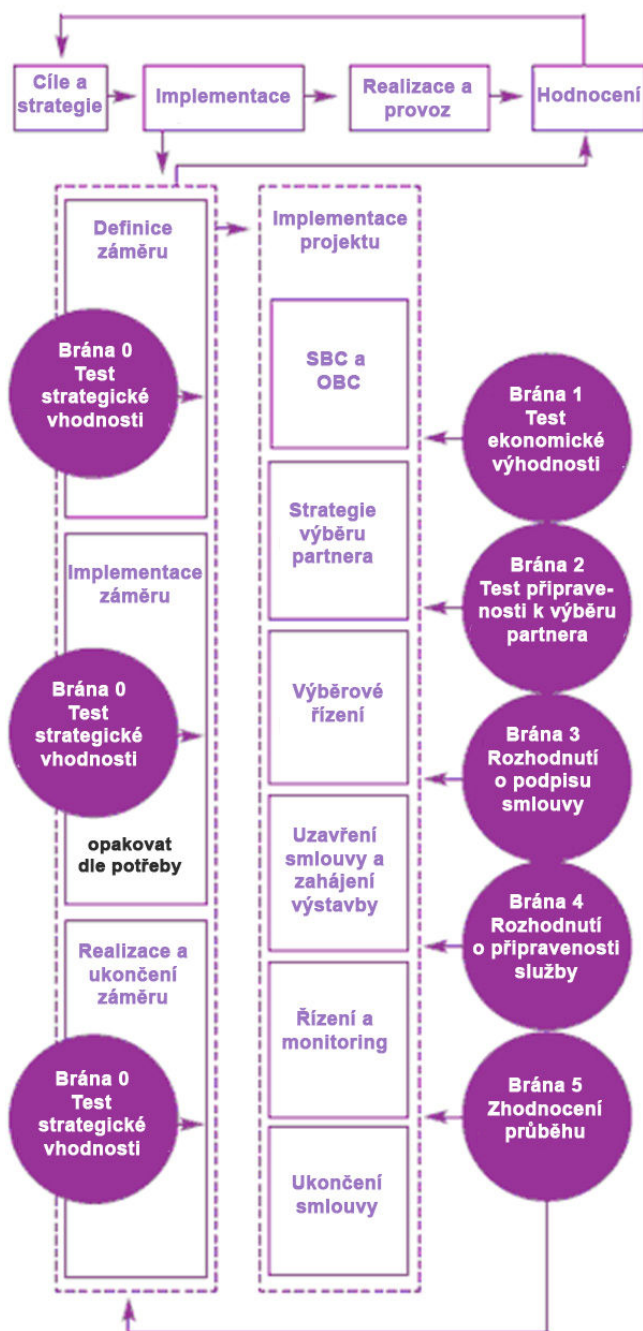 Cíle a
strategie
Implementace
Realizace a
provoz
Hodnocení
Definice
záměru
Brána 0
Test
strategické
vhodnosti
Implementace
záměru
Brána 0
Test
strategické
vhodnosti
opakovat
dle potřeby
Realizace a
ukončení
záměru
Brána 0
Test
strategické
vhodnosti
Implementace
projektu
SBC a
OBC
Strategie
výběru
partnera
Výběrové
řízení
Uzavření
smlouvy a
zahájení
výstavby
Řízení a
monitoring
Ukončení
smlouvy
Brána 1
Test
ekonomické
výhodnosti
Brána 2
Test připrave-
nosti k výběru
partnera
Brána 3
Rozhodnutí
o podpisu
smlouvy
Brána 4
Rozhodnutí
o připravenosti
služby
Brána 5
Zhodnocení
průběhu